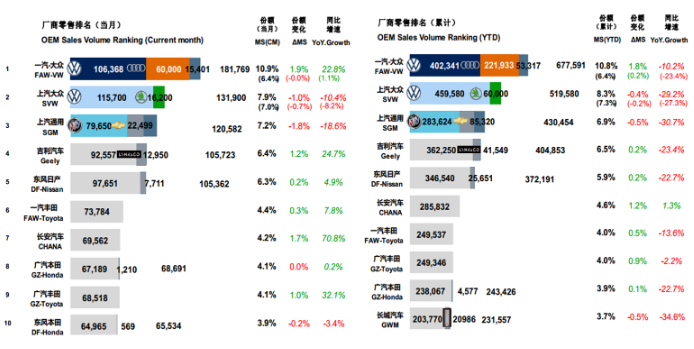 厂商零售排名（当月）
OEM Sales Volume Ranking (Current month)
份额
（当月）
MS(CM)
份额
变化
ΔMS
同比
增速
YoY.Growth
1 一汽-大众
FAW-VW
106,368 60,000 15,401 181,769 10.9% 1.9% 22.8%
(6.4%) (-0.0%) (1.1%)
2 上汽大众
SVW
115,700 16,200 131,900 7.9% -1.0% -10.4%
(7.0%) (-0.7%) (-8.2%)
3 上汽通用
SGM
79,650 22,499 120,582 7.2% -1.8% -18.6%
4 吉利汽车
Geely
92,557 12,950 105,723 6.4% 1.2% 24.7%
5 东风日产
DF-Nissan
97,651 7,711 105,362 6.3% 0.2% 4.9%
6 一汽丰田
FAW-Toyota
73,784 4.4% 0.3% 7.8%
7 长安汽车
CHANA
69,562 4.2% 1.7% 70.8%
8 广汽本田
GZ-Honda
67,189 1,210 68,691 4.1% 0.0% 0.2%
9 广汽丰田
GZ-Toyota
68,518 4.1% 1.0% 32.1%
10 东风本田
DF-Honda
64,965 569 65,534 3.9% -0.2% -3.4%
厂商零售排名（累计）
OEM Sales Volume Ranking (YTD)
份额
（累计）
MS(YTD)
份额
变化
ΔMS
同比
增速
YoY.Growth
一汽-大众
FAW-VW
402,341 221,933 53,317 677,591 10.8% 1.8% -10.2%
(6.4%) (0.2%) (-23.4%)
上汽大众
SVW
459,580 60,000 519,580 8.3% -0.4% -29.2%
(7.3%) (-0.2%) (-27.3%)
上汽通用
SGM
283,624 85,320 430,454 6.9% -0.5% -30.7%
吉利汽车
Geely
362,250 41,549 404,853 6.5% 0.2% -23.4%
东风日产
DF-Nissan
346,540 25,651 372,191 5.9% 0.2% -22.7%
长安汽车
CHANA
285,832 4.6% 1.2% 1.3%
一汽丰田
FAW-Toyota
249,537 4.0% 0.5% -13.6%
广汽丰田
GZ-Toyota
249,346 4.0% 0.9% -2.2%
广汽本田
GZ-Honda
238,067 4,577 243,426 3.9% 0.1% -22.7%
长城汽车
GWM
203,770 20986 231,557 3.7% -0.5% -34.6%